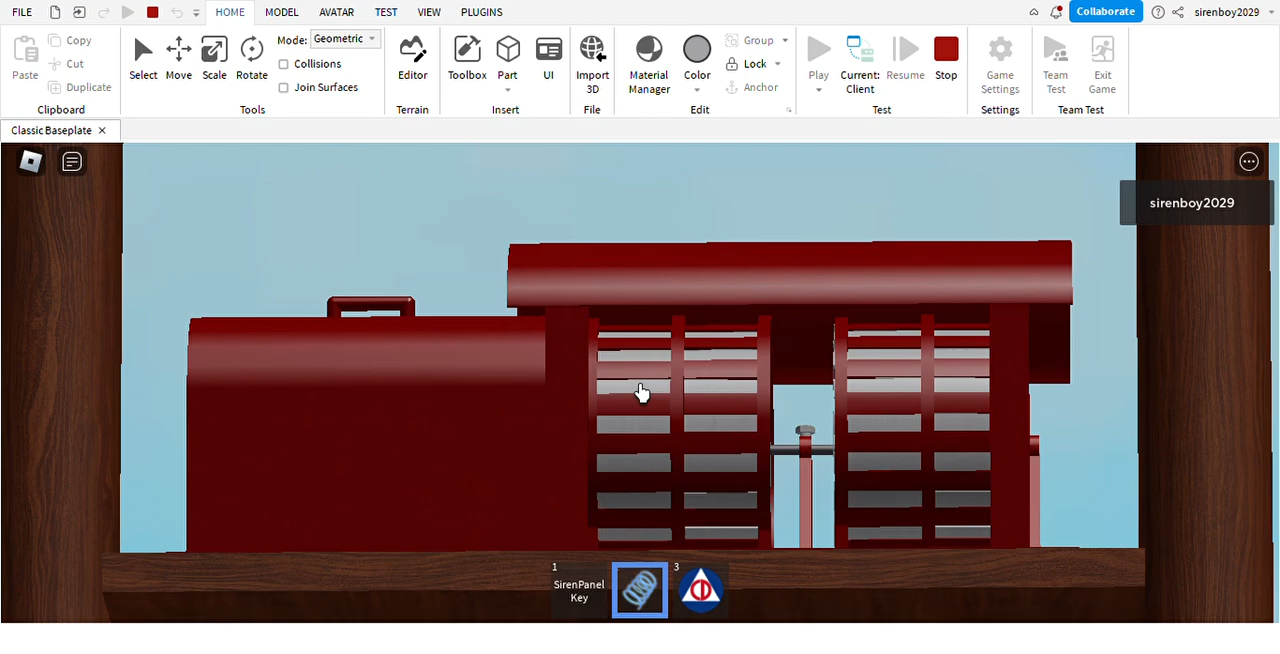 FILE HOME MODEL AVATAR TEST VIEW PLUGINS Collaborate sirenboy2029
Paste Copy Cut Duplicate
Clipboard
Select Move Scale Rotate
Mode: Geometric
Collisions
Join Surfaces
Tools
Editor
Terrain
Toolbox Part UI
Insert
Import 3D
File
Material Manager Color
Group
Lock
Anchor
Edit
Play Current: Client Resume Stop
Test
Game Settings
Settings
Team Test Exit Game
Team Test
Classic Baseplate
sirenboy2029
1
SirenPanel
Key
3